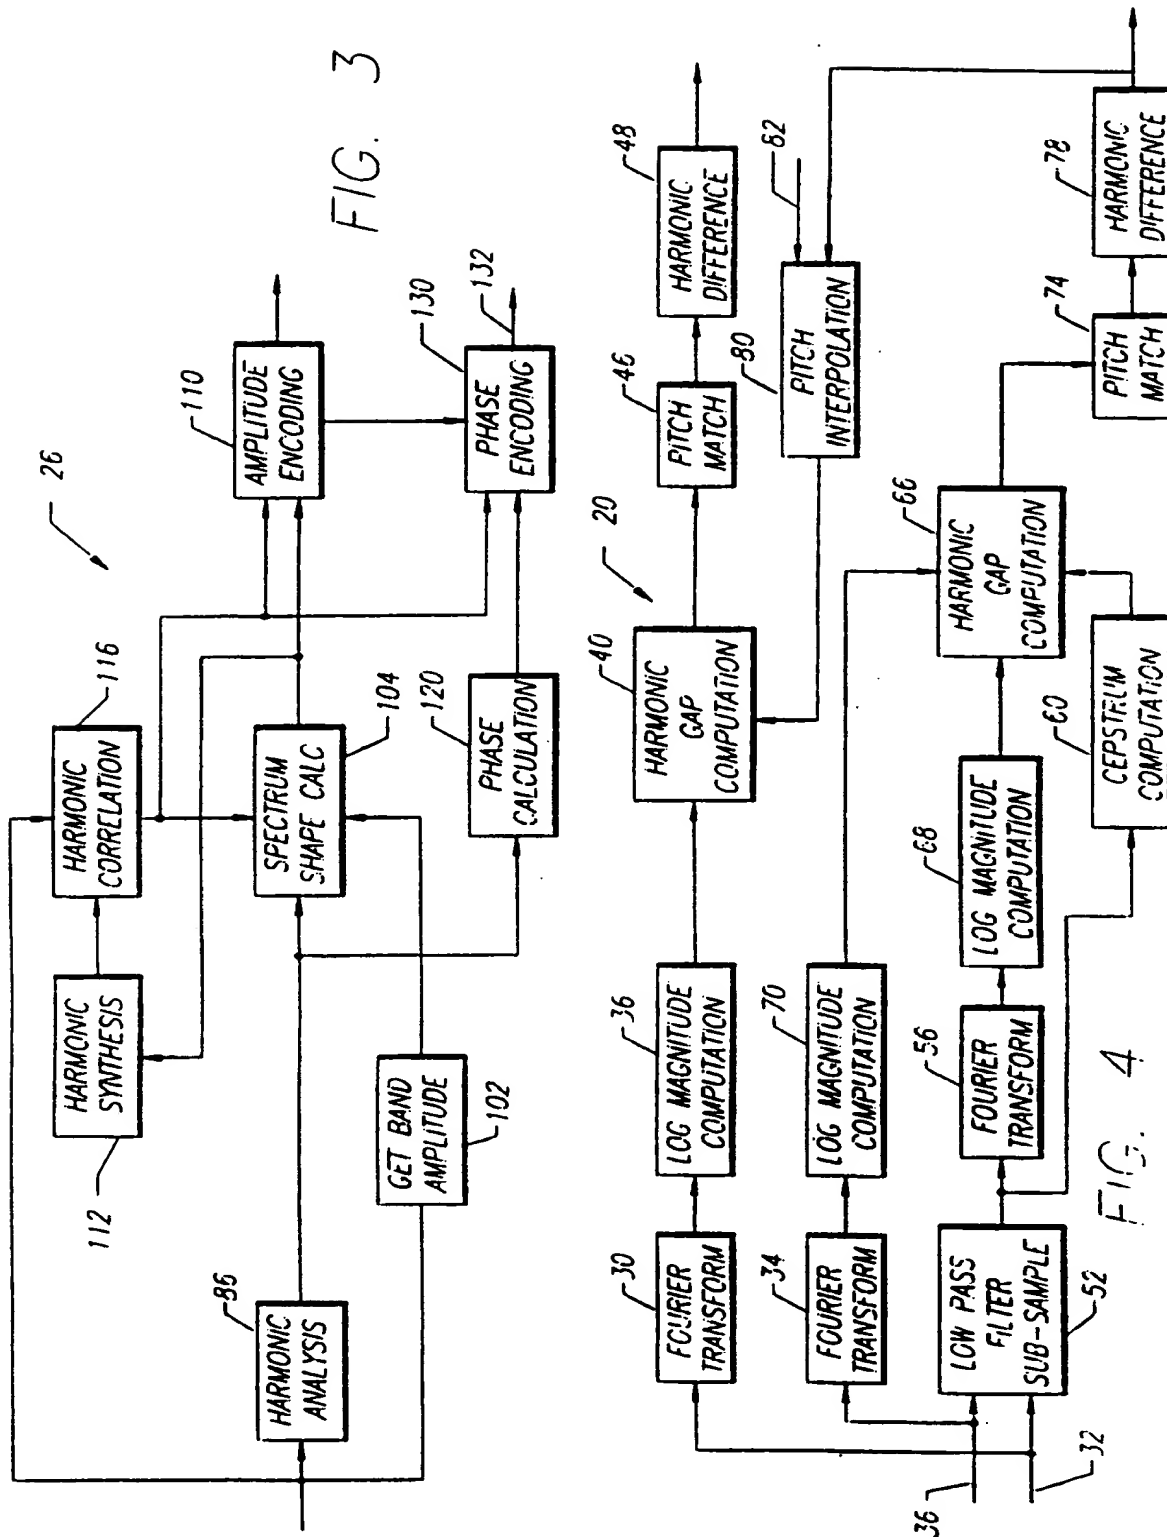 FIG. 3
26
HARMONIC
CORRELATION
116
HARMONIC
SYNTHESIS
112
AMPLITUDE
ENCODING
110
SPECTRUM
SHAPE CALC
104
HARMONIC
ANALYSIS
86
GET BAND
AMPLITUDE
102
PHASE
CALCULATION
120
PHASE
ENCODING
130
132
FIG. 4
20
FOURIER
TRANSFORM
30
LOG MAGNITUDE
COMPUTATION
36
HARMONIC
GAP
COMPUTATION
40
PITCH
MATCH
46
HARMONIC
DIFFERENCE
48
PITCH
INTERPOLATION
80
62
FOURIER
TRANSFORM
34
LOG MAGNITUDE
COMPUTATION
70
LOW PASS
FILTER
SUB-SAMPLE
52
36
32
FOURIER
TRANSFORM
56
LOG MAGNITUDE
COMPUTATION
68
HARMONIC
GAP
COMPUTATION
66
CEPSTRUM
COMPUTATION
60
PITCH
MATCH
74
HARMONIC
DIFFERENCE
78